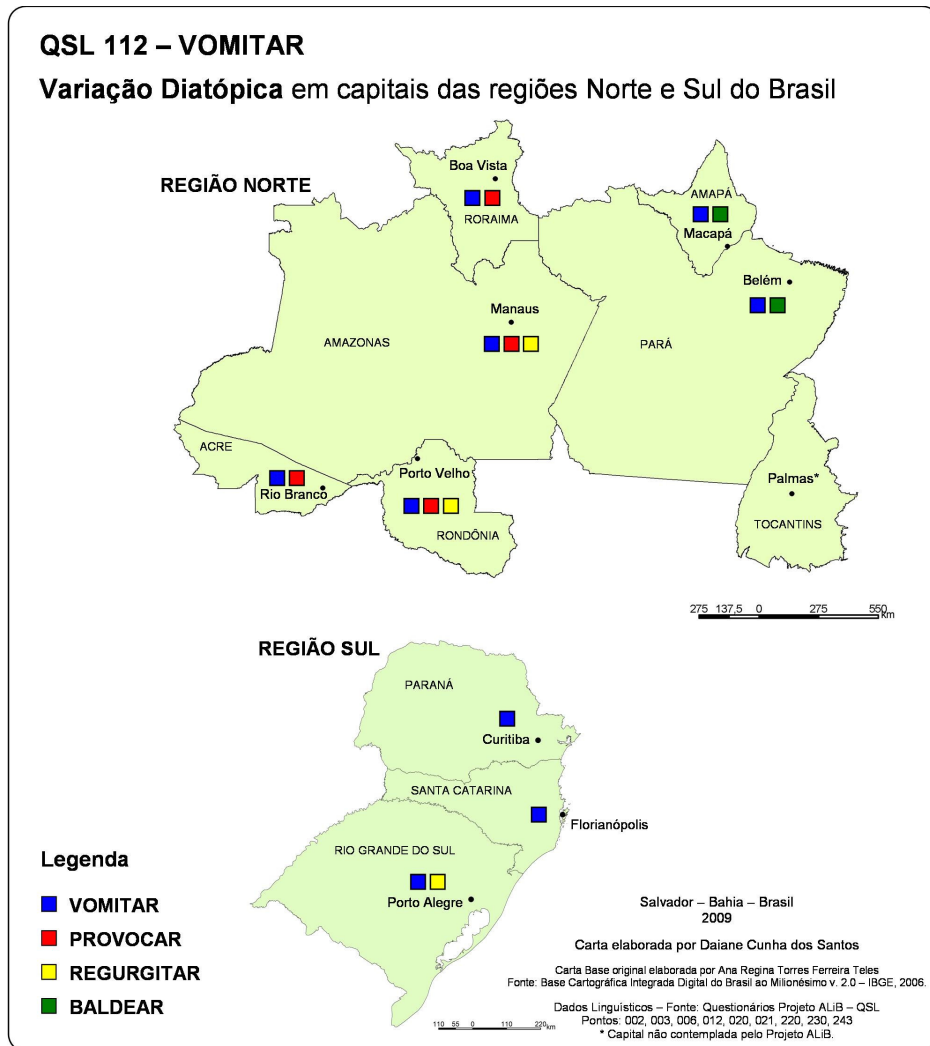 QSL 112 – VOMITAR
Variação Diatópica em capitais das regiões Norte e Sul do Brasil
REGIÃO NORTE
Boa Vista
RORAIMA
AMAPÁ
Macapá
Belém
Manaus
AMAZONAS
PARÁ
ACRE
Rio Branco
Porto Velho
RONDÔNIA
Palmas*
TOCANTINS
275 137,5 0 275 550
km
REGIÃO SUL
PARANÁ
Curitiba
SANTA CATARINA
Florianópolis
RIO GRANDE DO SUL
Porto Alegre
110 55 0 110 220
km
Legenda
VOMITAR
PROVOCAR
REGURGITAR
BALDEAR
Salvador – Bahia – Brasil
2009
Carta elaborada por Daiane Cunha dos Santos
Carta Base original elaborada por Ana Regina Torres Ferreira Teles
Fonte: Base Cartográfica Integrada Digital do Brasil ao Milionésimo v. 2.0 – IBGE, 2006.
Dados Linguísticos – Fonte: Questionários Projeto ALiB – QSL
Pontos: 002, 003, 006, 012, 020, 021, 220, 230, 243
* Capital não contemplada pelo Projeto ALiB.